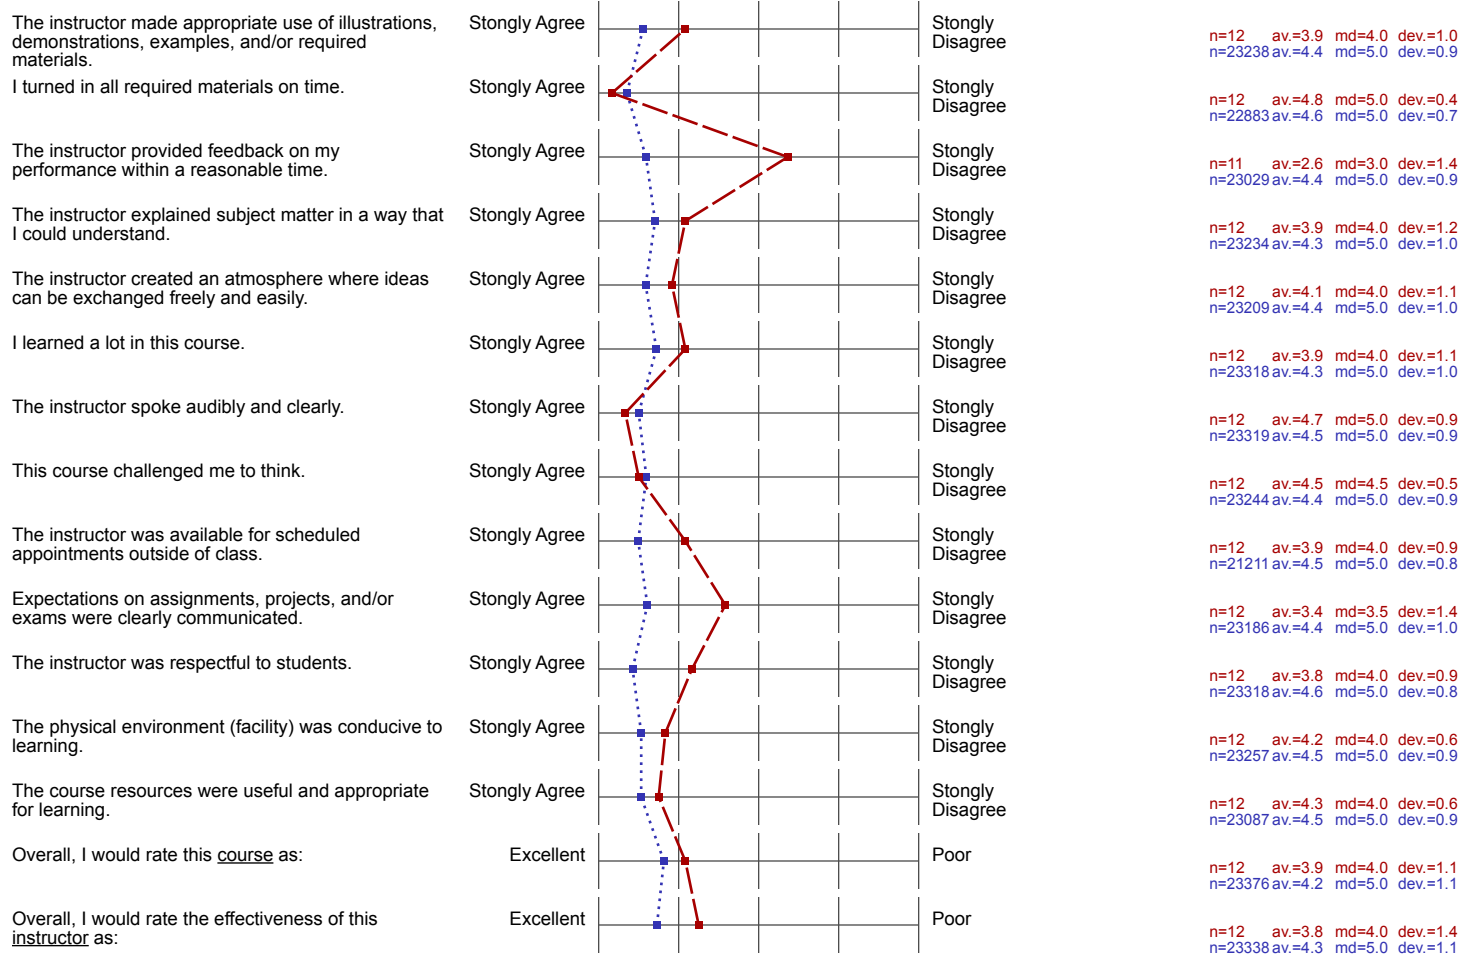 The instructor made appropriate use of illustrations, demonstrations, examples, and/or required materials. Stongly Agree Stongly Disagree
n=12 av.=3.9 md=4.0 dev.=1.0
n=23238 av.=4.4 md=5.0 dev.=0.9
I turned in all required materials on time. Stongly Agree Stongly Disagree
n=12 av.=4.8 md=5.0 dev.=0.4
n=22883 av.=4.6 md=5.0 dev.=0.7
The instructor provided feedback on my performance within a reasonable time. Stongly Agree Stongly Disagree
n=11 av.=2.6 md=3.0 dev.=1.4
n=23029 av.=4.4 md=5.0 dev.=0.9
The instructor explained subject matter in a way that I could understand. Stongly Agree Stongly Disagree
n=12 av.=3.9 md=4.0 dev.=1.2
n=23234 av.=4.3 md=5.0 dev.=1.0
The instructor created an atmosphere where ideas can be exchanged freely and easily. Stongly Agree Stongly Disagree
n=12 av.=4.1 md=4.0 dev.=1.1
n=23209 av.=4.4 md=5.0 dev.=1.0
I learned a lot in this course. Stongly Agree Stongly Disagree
n=12 av.=3.9 md=4.0 dev.=1.1
n=23318 av.=4.3 md=5.0 dev.=1.0
The instructor spoke audibly and clearly. Stongly Agree Stongly Disagree
n=12 av.=4.7 md=5.0 dev.=0.9
n=23319 av.=4.5 md=5.0 dev.=0.9
This course challenged me to think. Stongly Agree Stongly Disagree
n=12 av.=4.5 md=4.5 dev.=0.5
n=23244 av.=4.4 md=5.0 dev.=0.9
The instructor was available for scheduled appointments outside of class. Stongly Agree Stongly Disagree
n=12 av.=3.9 md=4.0 dev.=0.9
n=21211 av.=4.5 md=5.0 dev.=0.8
Expectations on assignments, projects, and/or exams were clearly communicated. Stongly Agree Stongly Disagree
n=12 av.=3.4 md=3.5 dev.=1.4
n=23186 av.=4.4 md=5.0 dev.=1.0
The instructor was respectful to students. Stongly Agree Stongly Disagree
n=12 av.=3.8 md=4.0 dev.=0.9
n=23318 av.=4.6 md=5.0 dev.=0.8
The physical environment (facility) was conducive to learning. Stongly Agree Stongly Disagree
n=12 av.=4.2 md=4.0 dev.=0.6
n=23257 av.=4.5 md=5.0 dev.=0.9
The course resources were useful and appropriate for learning. Stongly Agree Stongly Disagree
n=12 av.=4.3 md=4.0 dev.=0.6
n=23087 av.=4.5 md=5.0 dev.=0.9
Overall, I would rate this course as: Excellent Poor
n=12 av.=3.9 md=4.0 dev.=1.1
n=23376 av.=4.2 md=5.0 dev.=1.1
Overall, I would rate the effectiveness of this instructor as: Excellent Poor
n=12 av.=3.8 md=4.0 dev.=1.4
n=23338 av.=4.3 md=5.0 dev.=1.1